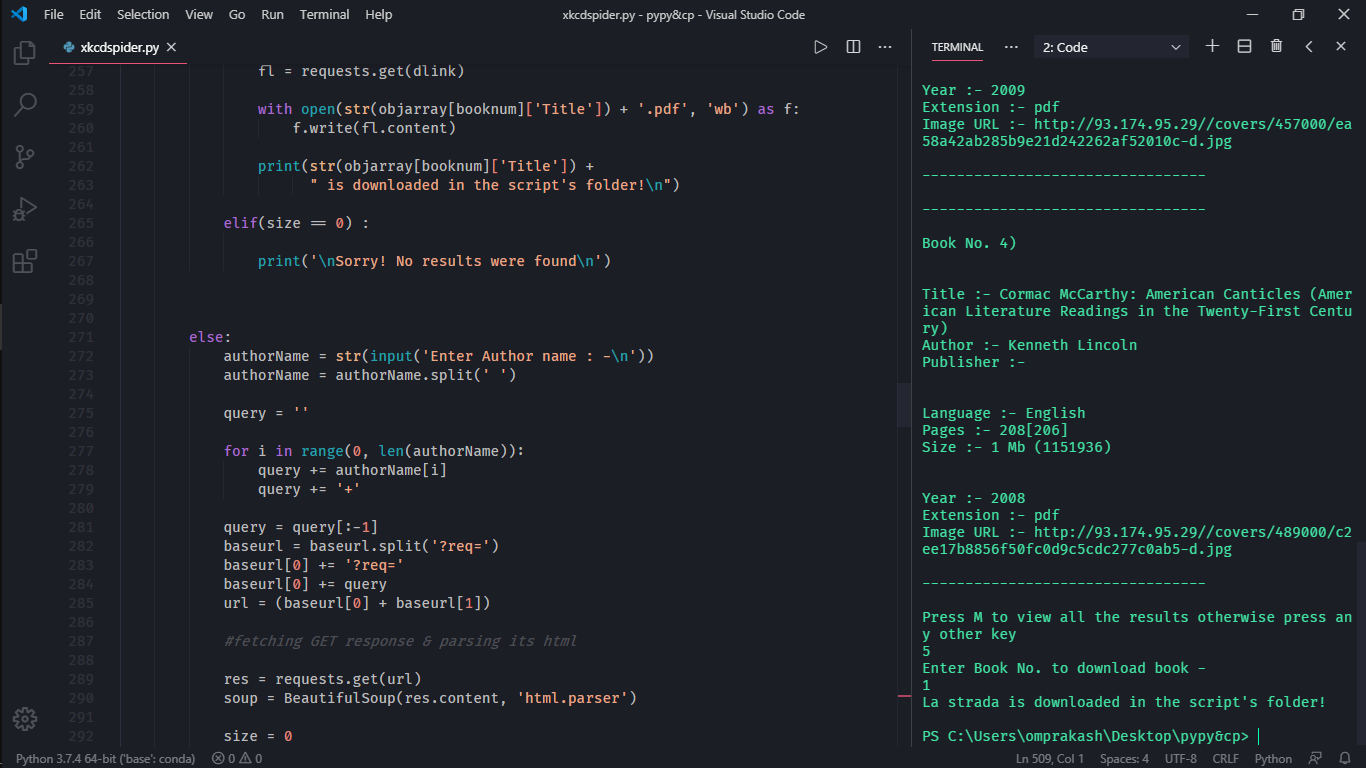 File Edit Selection View Go Run Terminal Help xkcdspider.py - pypy&cp - Visual Studio Code
xkcdspider.py
257 fl = requests.get(dlink)
258
259 with open(str(objarray[booknum]['Title']) + '.pdf', 'wb') as f:
260 f.write(fl.content)
261
262 print(str(objarray[booknum]['Title']) +
263 " is downloaded in the script's folder!\n")
264
265 elif(size == 0) :
266
267 print('\nSorry! No results were found\n')
268
269
270
271 else:
272 authorName = str(input('Enter Author name : -\n'))
273 authorName = authorName.split(' ')
274
275 query = ''
276
277 for i in range(0, len(authorName)):
278 query += authorName[i]
279 query += '+'
280
281 query = query[:-1]
282 baseurl = baseurl.split('?req=')
283 baseurl[0] += '?req='
284 baseurl[0] += query
285 url = (baseurl[0] + baseurl[1])
286
287 #fetching GET response & parsing its html
288
289 res = requests.get(url)
290 soup = BeautifulSoup(res.content, 'html.parser')
291
292 size = 0
TERMINAL 2: Code
Year :- 2009
Extension :- pdf
Image URL :- http://93.174.95.29//covers/457000/ea
58a42ab285b9e21d242262af52010c-d.jpg
---------------------------------
---------------------------------
Book No. 4)
Title :- Cormac McCarthy: American Canticles (Amer
ican Literature Readings in the Twenty-First Centu
ry)
Author :- Kenneth Lincoln
Publisher :-
Language :- English
Pages :- 208[206]
Size :- 1 Mb (1151936)
Year :- 2008
Extension :- pdf
Image URL :- http://93.174.95.29//covers/489000/c2
ee17b8856f50fc0d9c5cdc277c0ab5-d.jpg
---------------------------------
Press M to view all the results otherwise press an
y other key
5
Enter Book No. to download book -
1
La strada is downloaded in the script's folder!
PS C:\Users\omprakash\Desktop\pypy&cp>
Python 3.7.4 64-bit ('base': conda) 0 0 Ln 509, Col 1 Spaces: 4 UTF-8 CRLF Python